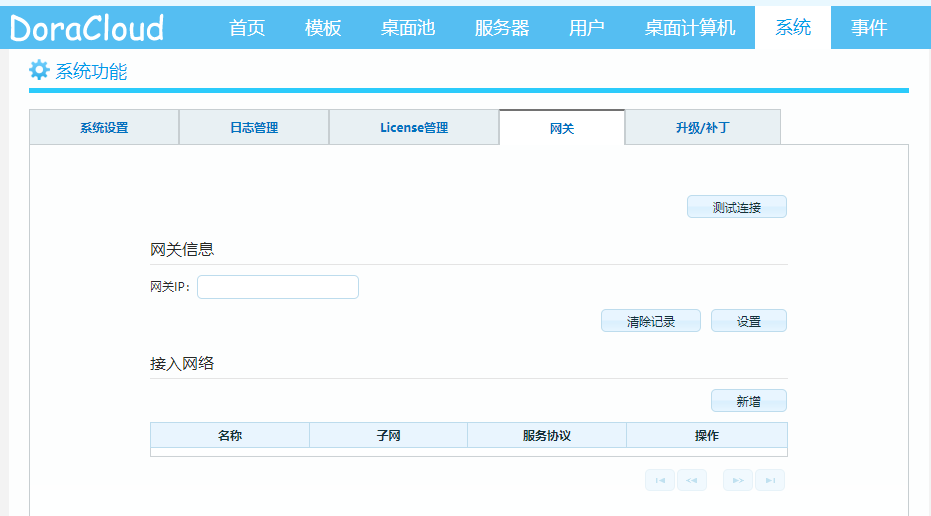 DoraCloud 首页 模板 桌面池 服务器 用户 桌面计算机 系统 事件
系统功能
系统设置 日志管理 License管理 网关 升级/补丁
测试连接
网关信息
网关IP:
清除记录 设置
接入网络
新增
名称 子网 服务协议 操作